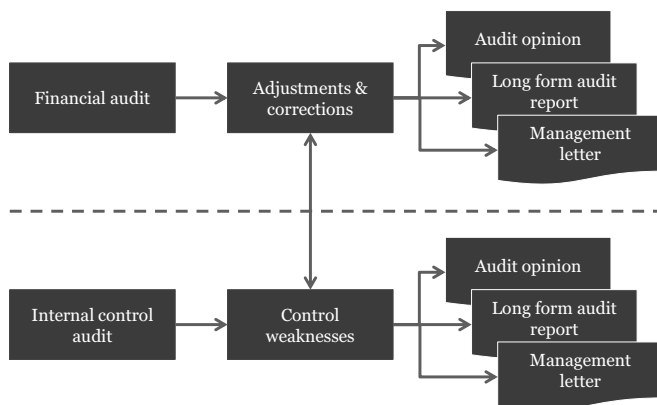 Audit opinion
Financial audit
Adjustments &
corrections
Long form audit
report
Management
letter
Audit opinion
Internal control
audit
Control
weaknesses
Long form audit
report
Management
letter